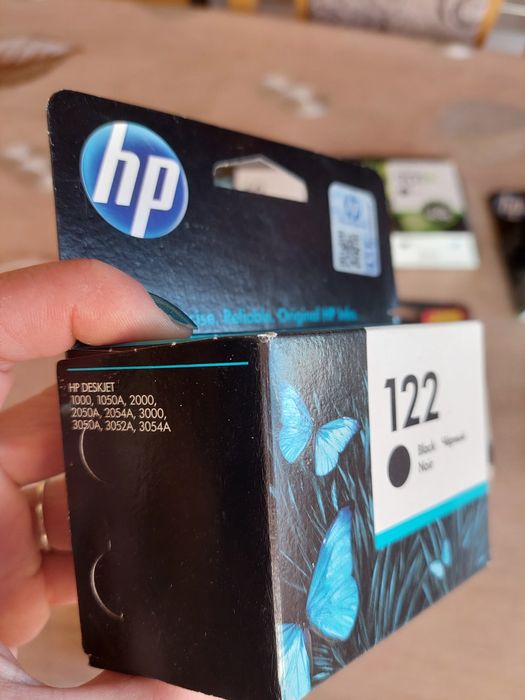 hp
Reliable. Original HP Inks.
HP DESKJET
1000, 1050A, 2000,
2050A, 2054A, 3000,
3050A, 3052A, 3054A
122
Black Чёрный
Noir